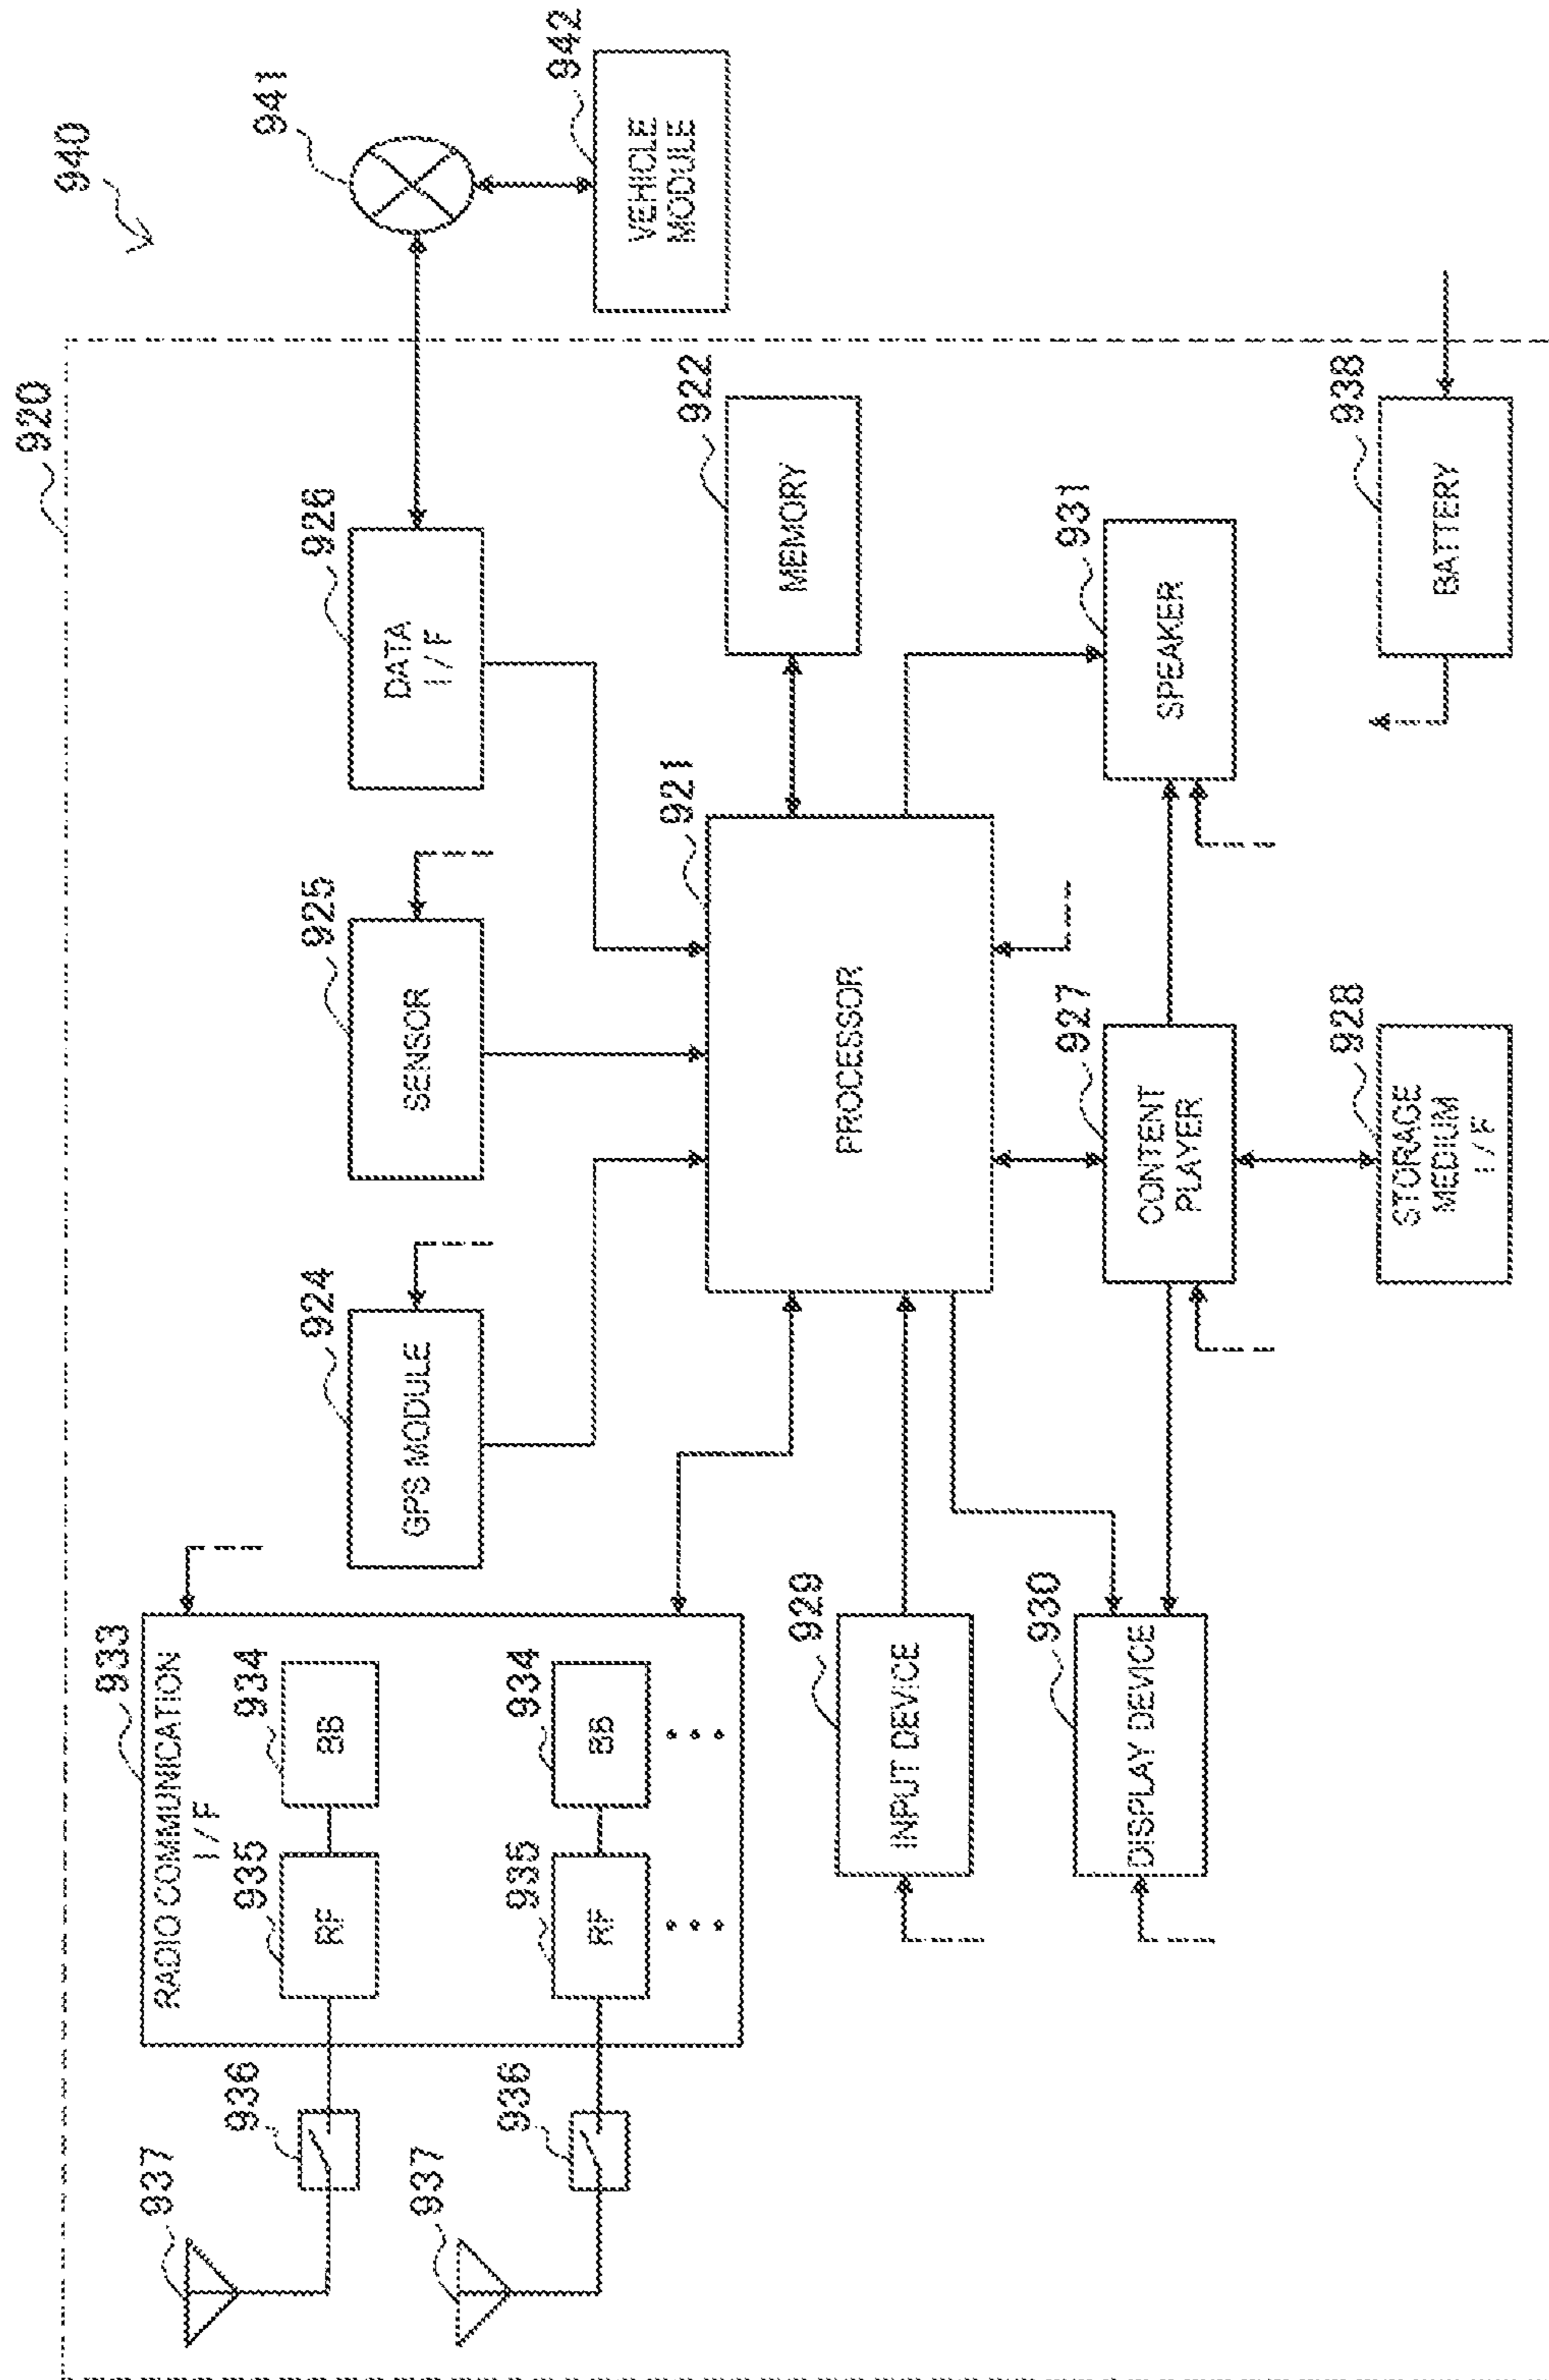 920
940
933
937
RADIO COMMUNICATION
I/F
936
935
934
941
924
925
926
RF
BB
GPS MODULE
SENSOR
DATA
I/F
937
936
935
934
942
RF
BB
VEHICLE
MODULE
921
922
929
MEMORY
PROCESSOR
INPUT DEVICE
930
927
931
DISPLAY DEVICE
CONTENT
PLAYER
SPEAKER
928
938
STORAGE
MEDIUM
I/F
BATTERY